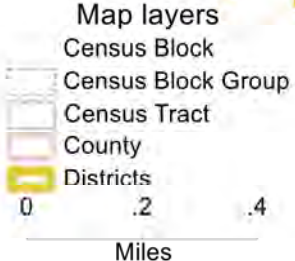 Map layers
Census Block
Census Block Group
Census Tract
County
Districts
0 .2 .4
Miles